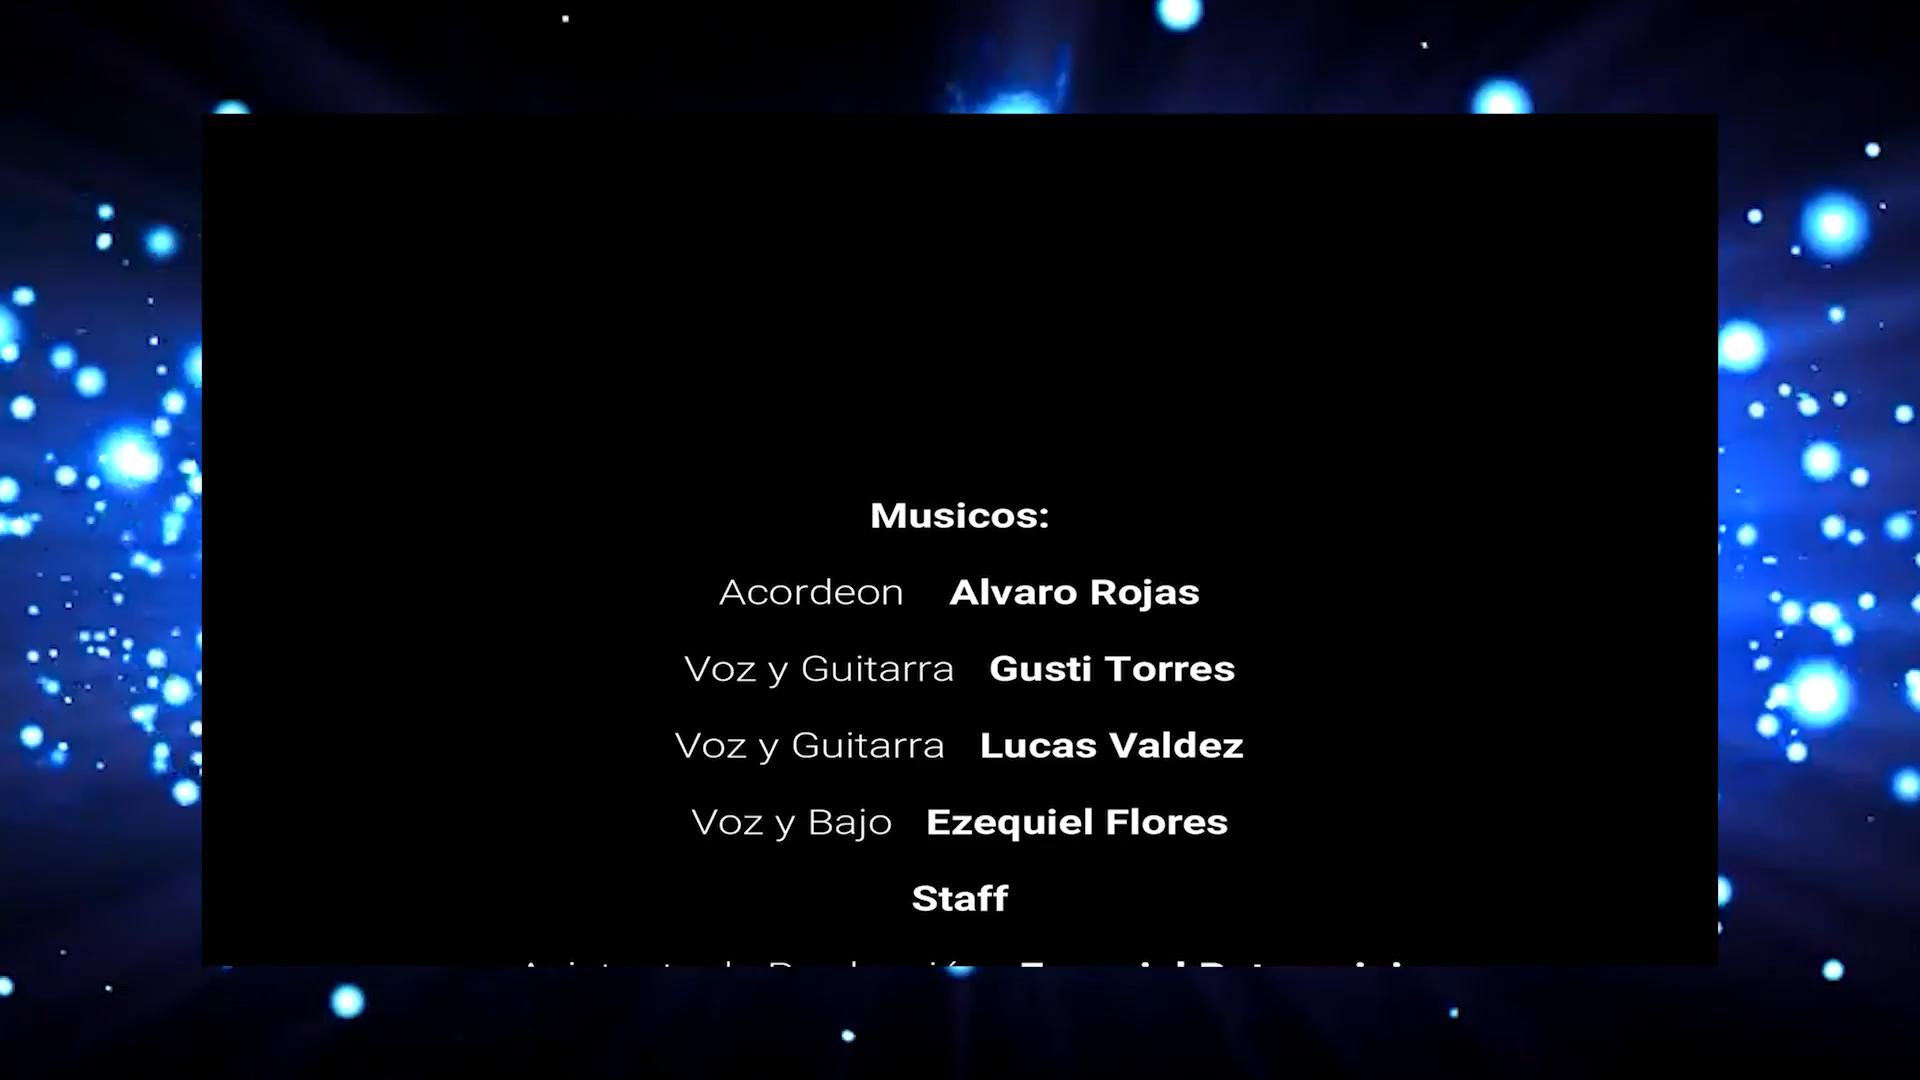 Musicos:
Acordeon Alvaro Rojas
Voz y Guitarra Gusti Torres
Voz y Guitarra Lucas Valdez
Voz y Bajo Ezequiel Flores
Staff